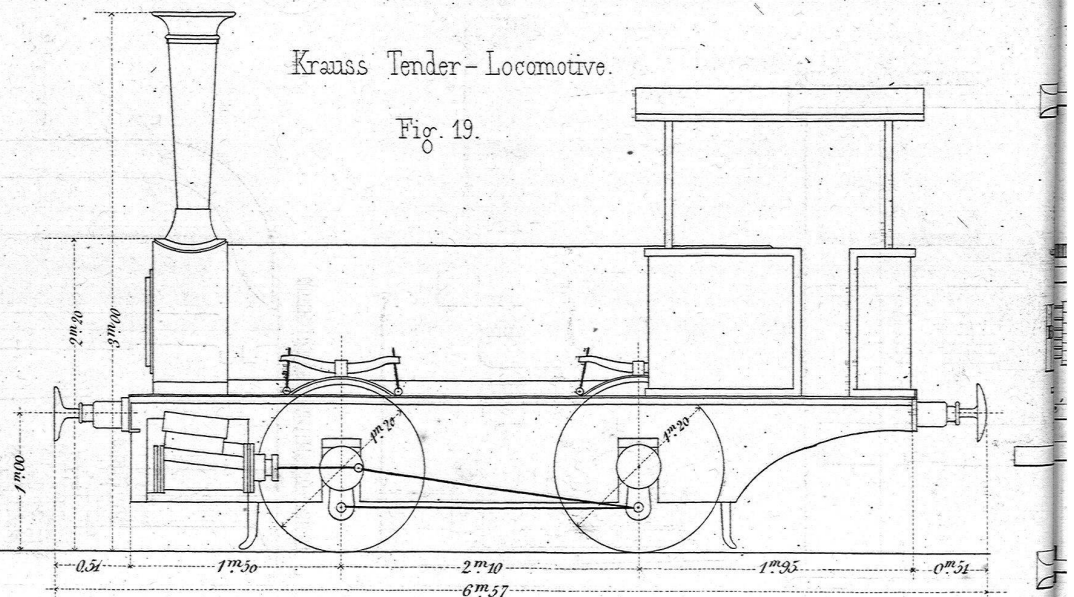 Krauss Tender-Locomotive.
Fig. 19.
2m20
3m00
1m00
1m20
1m20
0,51
1m50
2m10
1m95
0m51
6m57